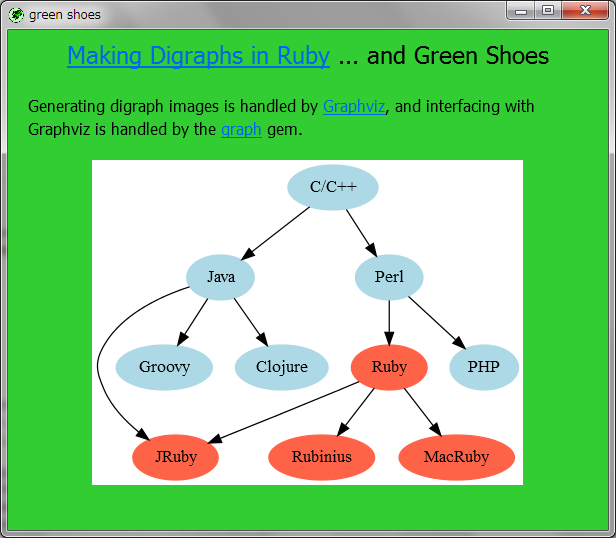 green shoes
Making Digraphs in Ruby ... and Green Shoes
Generating digraph images is handled by Graphviz, and interfacing with
Graphviz is handled by the graph gem.
C/C++
Java Perl
Groovy Clojure Ruby PHP
JRuby Rubinius MacRuby